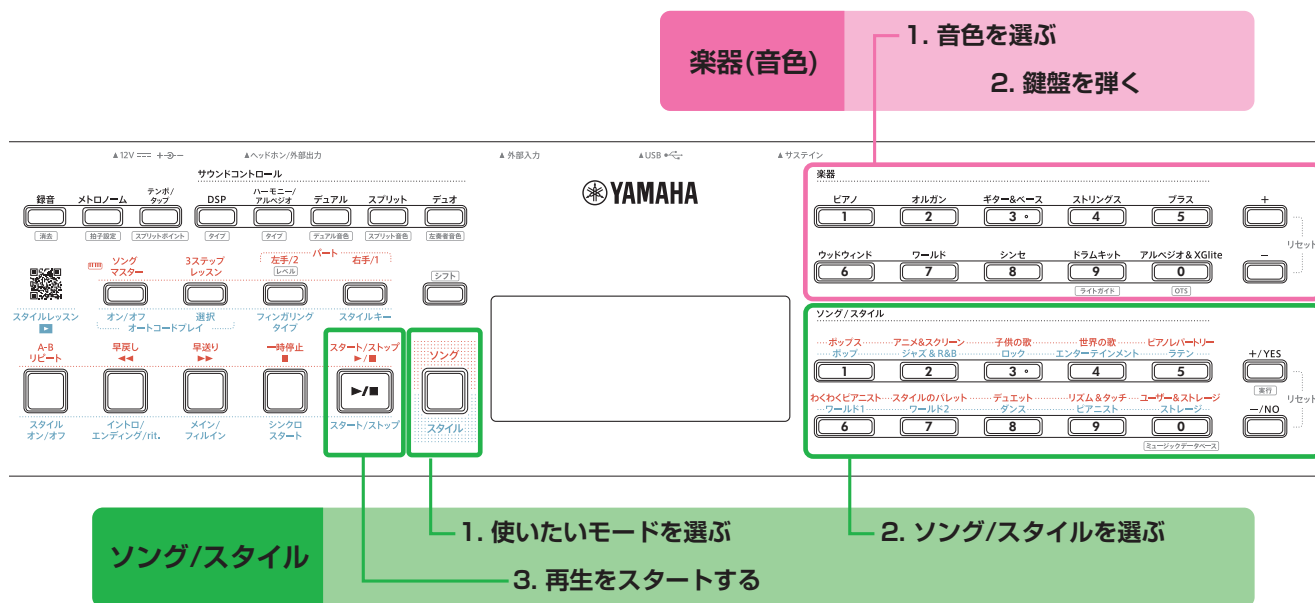 楽器(音色)
1. 音色を選ぶ
2. 鍵盤を弾く
▲12V
▲ヘッドホン/外部出力
▲ 外部入力
▲USB
▲サステイン
サウンドコントロール
録音
メトロノーム
テンポ/
タップ
DSP
ハーモニー/
アルペジオ
デュアル
スプリット
デュオ
消去
拍子設定
スプリットポイント
タイプ
タイプ
デュアル音色
スプリット音色
左奏者音色
ソング
マスター
3ステップ
レッスン
パート
左手/2
レベル
右手/1
シフト
スタイルレッスン
オン/オフ
選択
オートコードプレイ
フィンガリング
タイプ
スタイルキー
A-B
リピート
早戻し
◀◀
早送り
▶▶
一時停止
■
スタート/ストップ
▶/■
▶/■
ソング
スタイル
スタイル
オン/オフ
イントロ/
エンディング/rit.
メイン/
フィルイン
シンクロ
スタート
スタート/ストップ
YAMAHA
楽器
ピアノ
オルガン
ギター&ベース
ストリングス
ブラス
+
1
2
3
4
5
リセット
ウッドウィンド
ワールド
シンセ
ドラムキット
アルペジオ & XGlite
−
6
7
8
9
0
ライトガイド
OTS
ソング/スタイル
ポップス
アニメ&スクリーン
子供の歌
世界の歌
ピアノレパートリー
ポップ
ジャズ & R&B
ロック
エンターテインメント
ラテン
+/YES
1
2
3
4
5
実行
リセット
わくわくピアニスト
スタイルのパレット
デュエット
リズム&タッチ
ユーザー&ストレージ
ワールド1
ワールド2
ダンス
ピアニスト
ストレージ
−/NO
6
7
8
9
0
ミュージックデータベース
ソング/スタイル
1. 使いたいモードを選ぶ
2. ソング/スタイルを選ぶ
3. 再生をスタートする